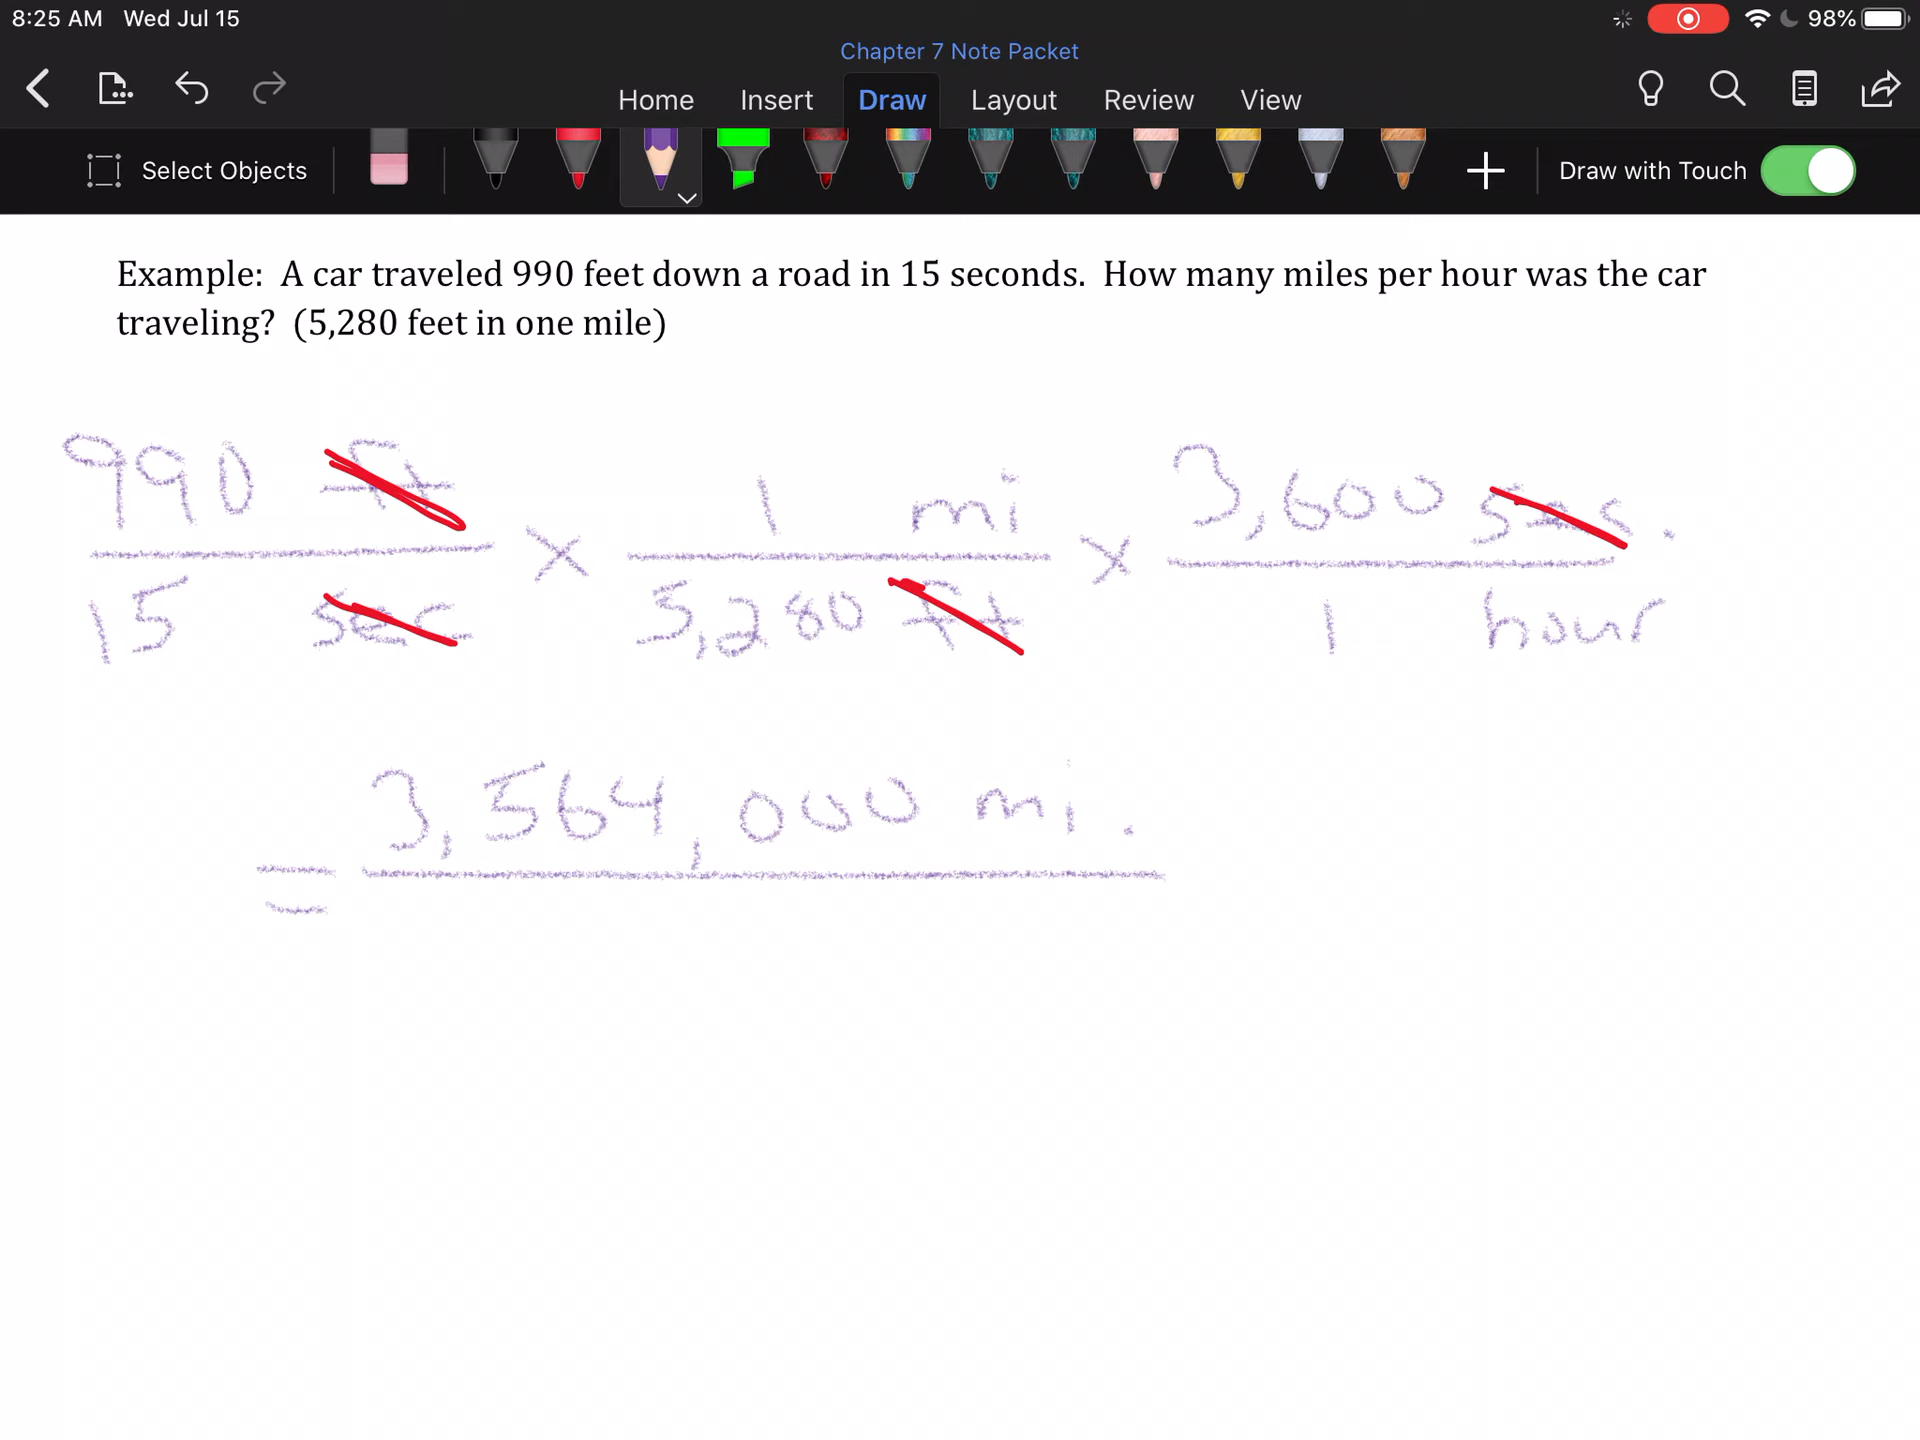 8:25 AM Wed Jul 15 98%
Chapter 7 Note Packet
Home Insert Draw Layout Review View
Select Objects Draw with Touch
Example: A car traveled 990 feet down a road in 15 seconds. How many miles per hour was the car
traveling? (5,280 feet in one mile)
990 ft 1 mi 3,600 sec.
× ×
15 sec 5,280 ft 1 hour
3,564,000 mi.
=